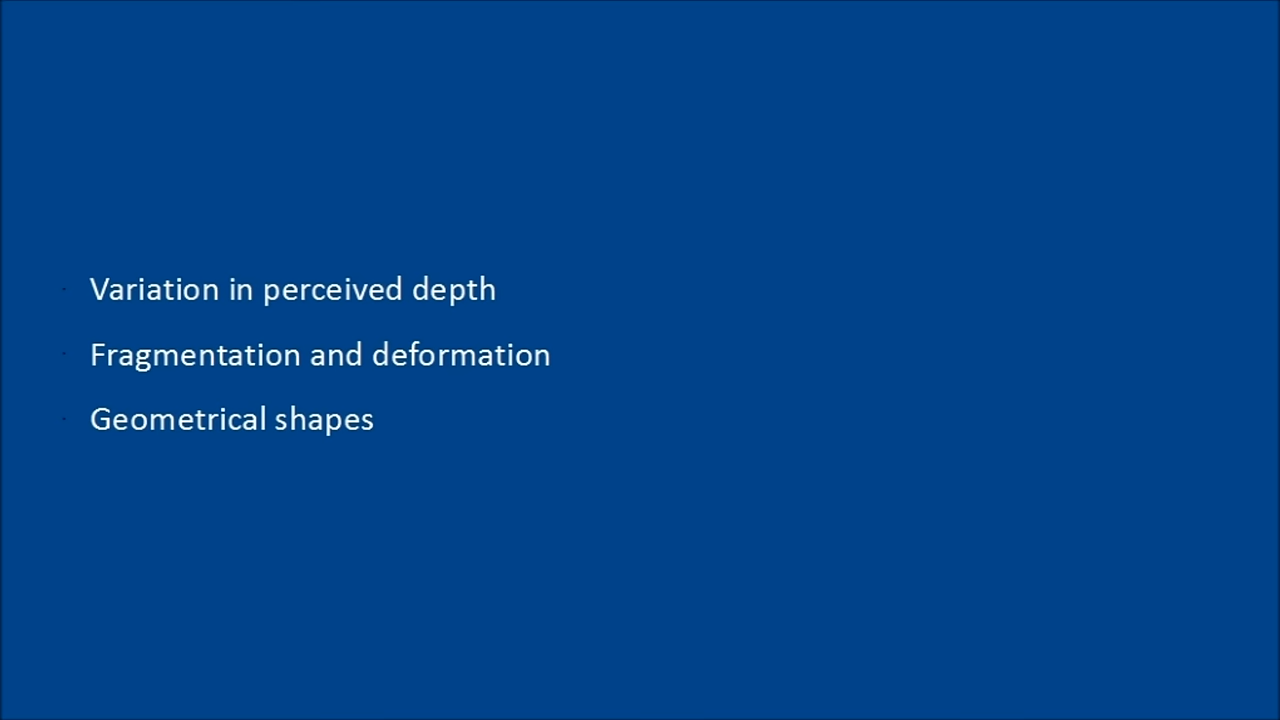 Variation in perceived depth
Fragmentation and deformation
Geometrical shapes